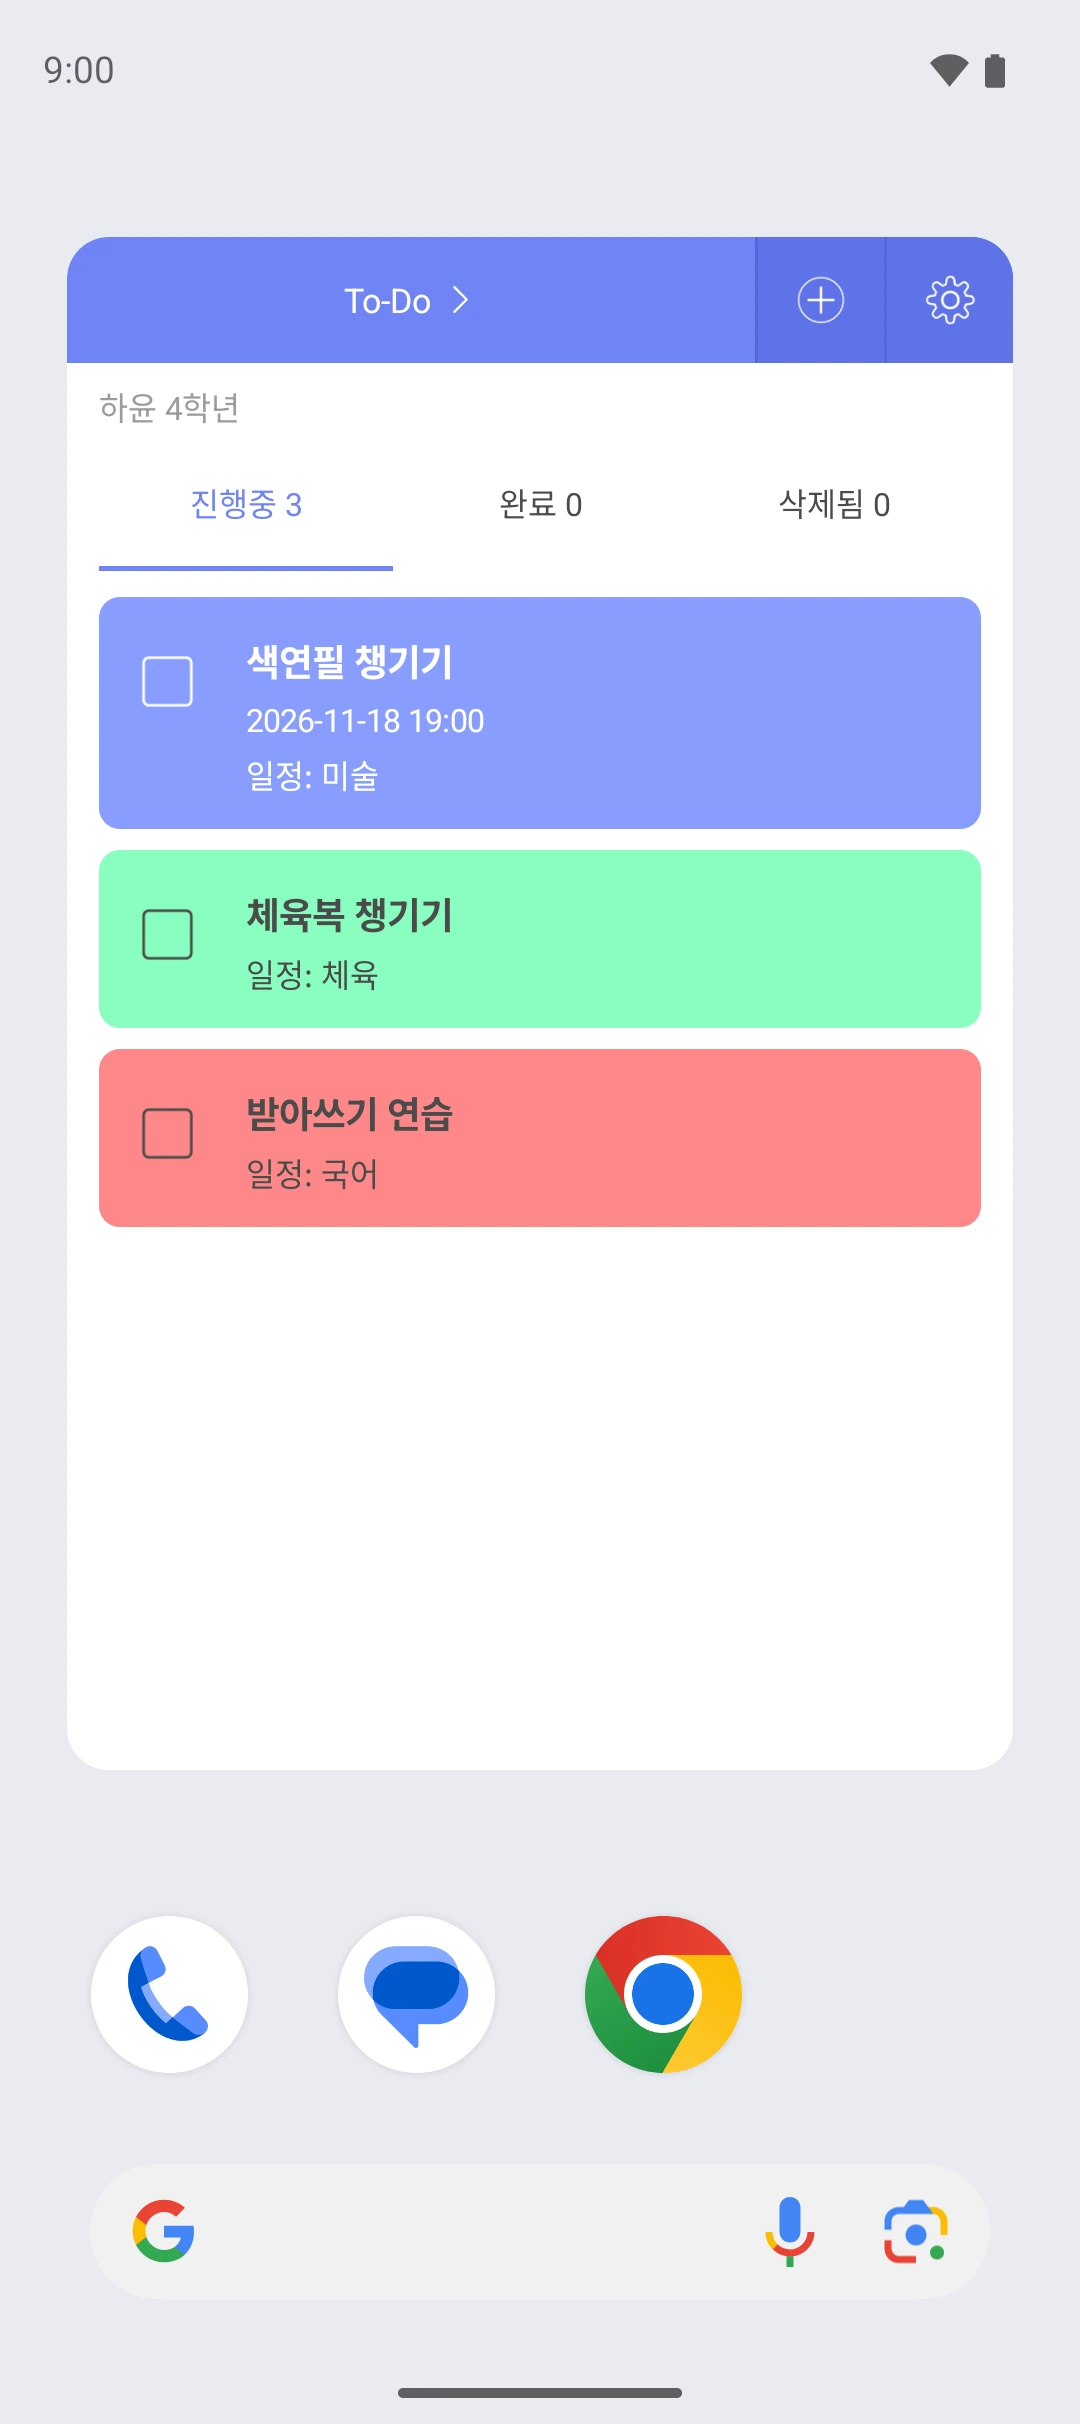 9:00
To-Do
하윤 4학년
진행중 3
완료 0
삭제됨 0
색연필 챙기기
2026-11-18 19:00
일정: 미술
체육복 챙기기
일정: 체육
받아쓰기 연습
일정: 국어